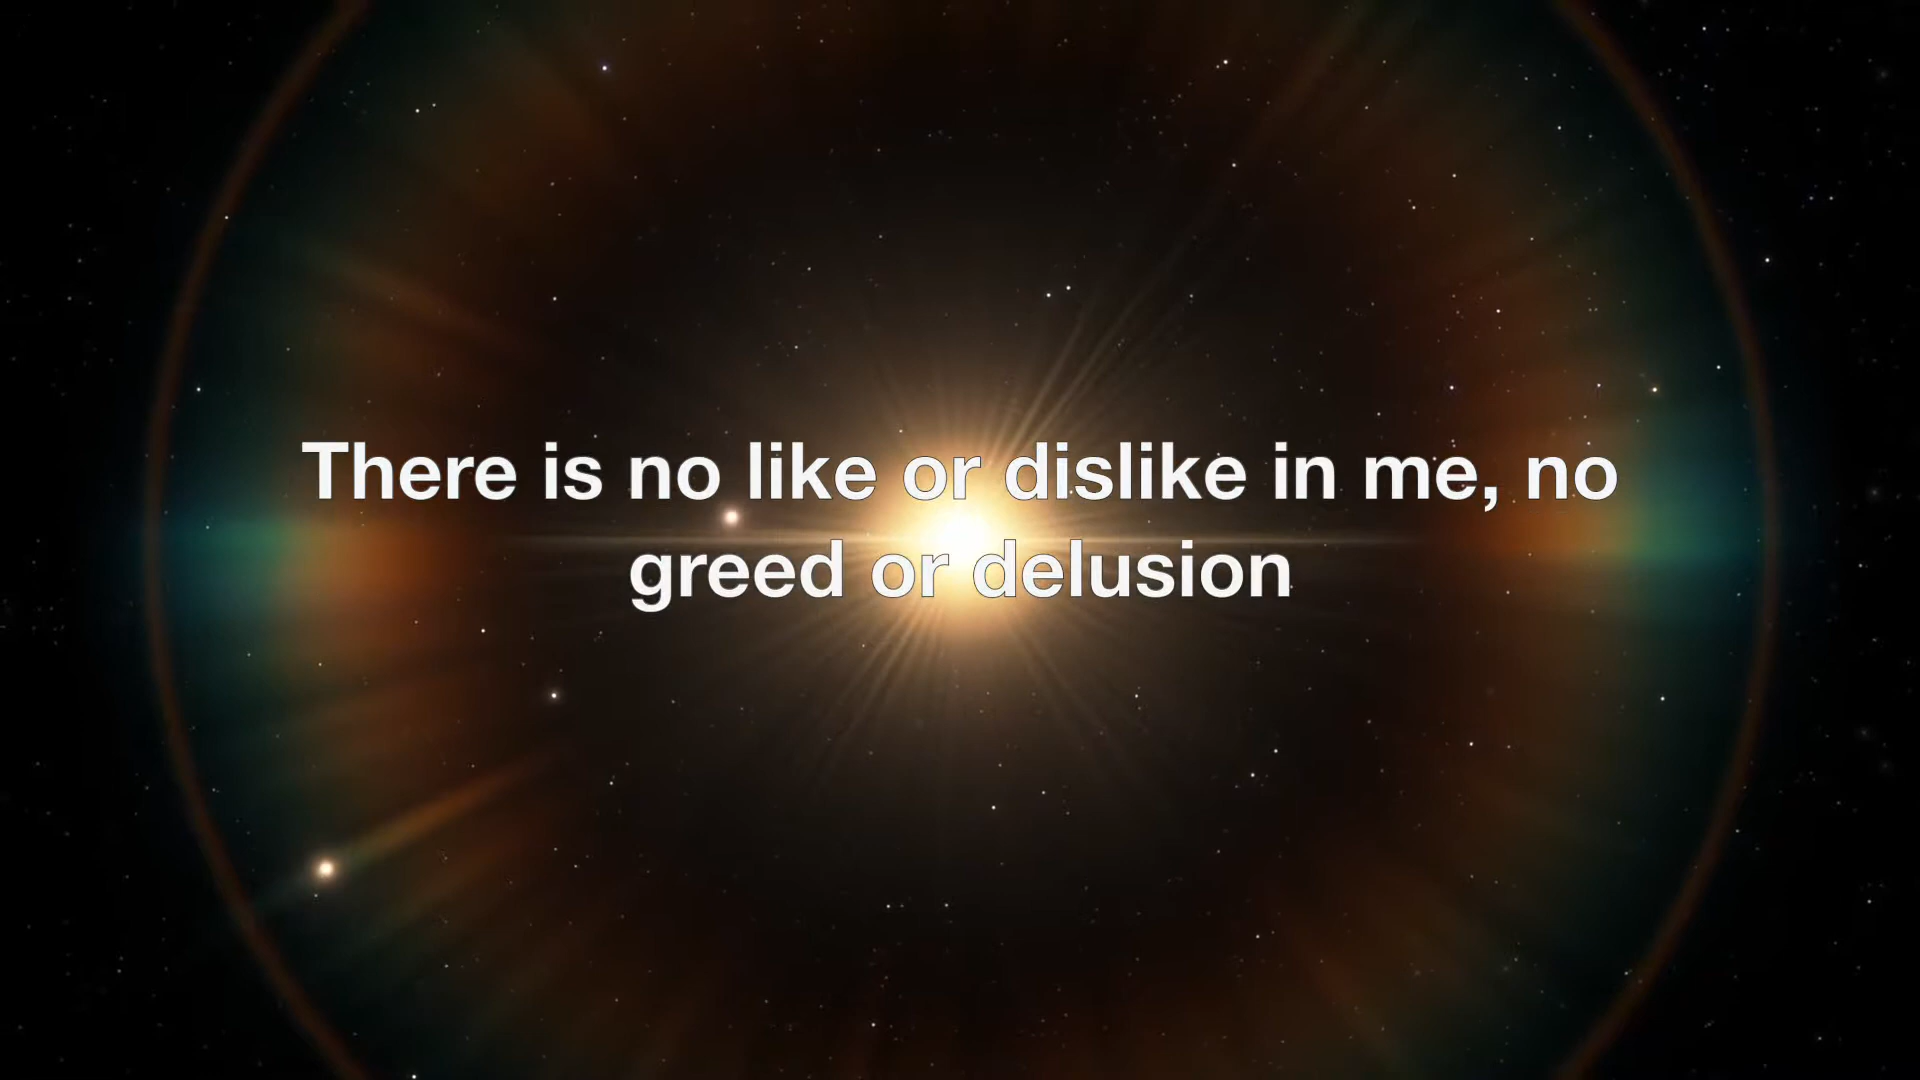 There is no like or dislike in me, no
greed or delusion